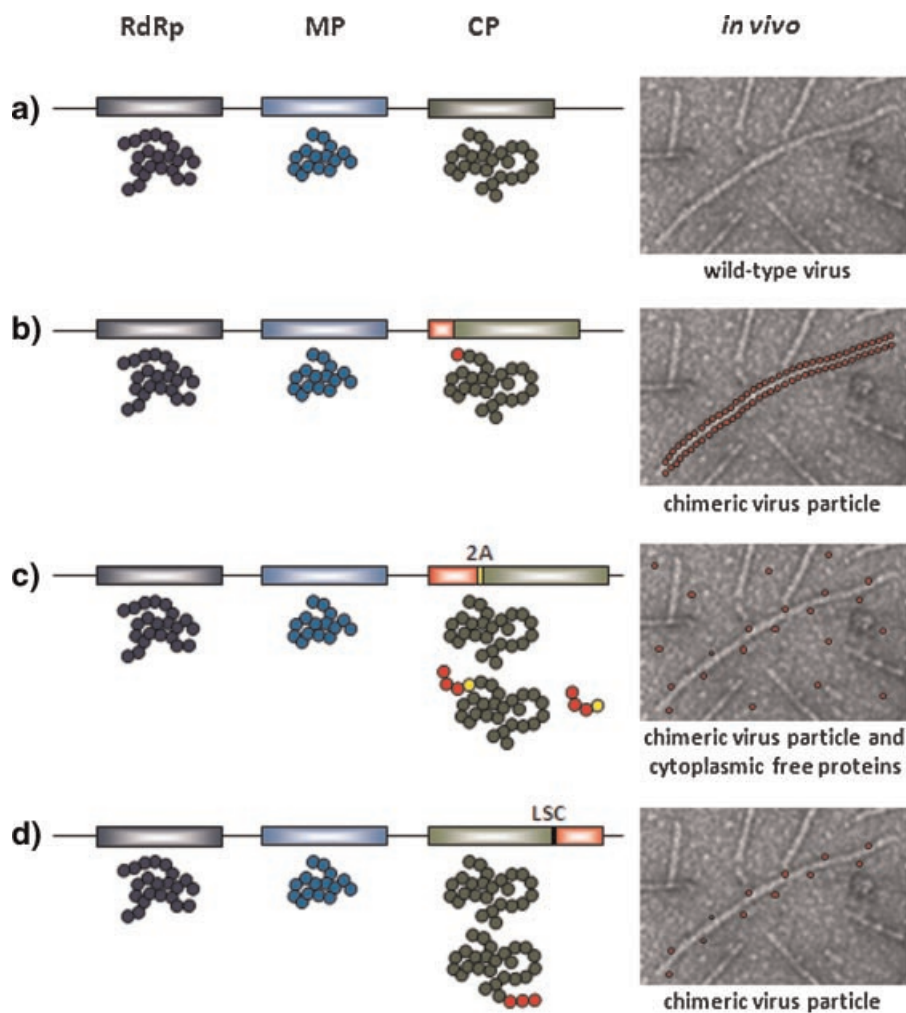 RdRp MP CP in vivo
a)
wild-type virus
b)
chimeric virus particle
2A
c)
chimeric virus particle and
cytoplasmic free proteins
LSC
d)
chimeric virus particle